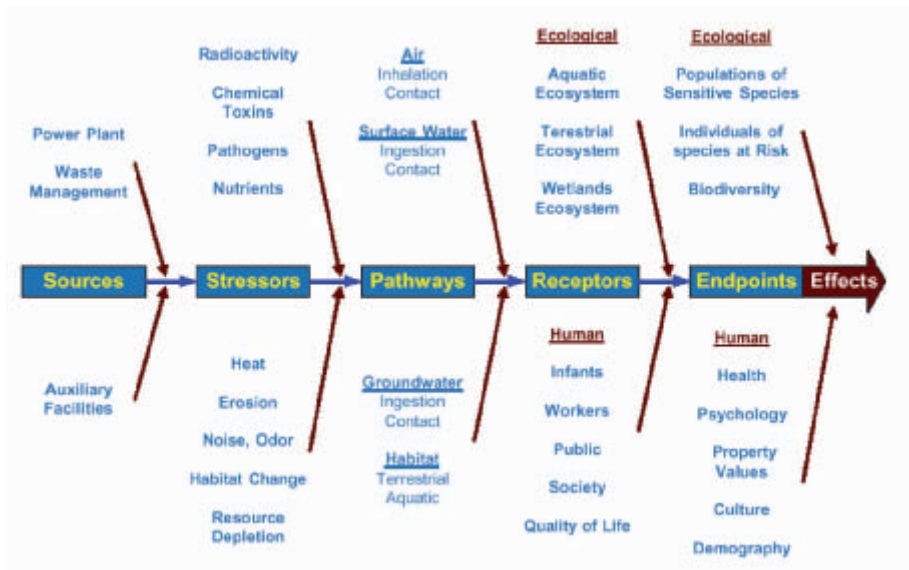 Radioactivity
Chemical
Toxins
Pathogens
Nutrients
Air
Inhalation
Contact
Surface Water
Ingestion
Contact
Ecological
Aquatic
Ecosystem
Terestrial
Ecosystem
Wetlands
Ecosystem
Ecological
Populations of
Sensitive Species
Individuals of
species at Risk
Biodiversity
Power Plant
Waste
Management
Sources
Stressors
Pathways
Receptors
Endpoints
Effects
Auxiliary
Facilities
Heat
Erosion
Noise, Odor
Habitat Change
Resource
Depletion
Groundwater
Ingestion
Contact
Habitat
Terrestrial
Aquatic
Human
Infants
Workers
Public
Society
Quality of Life
Human
Health
Psychology
Property
Values
Culture
Demography